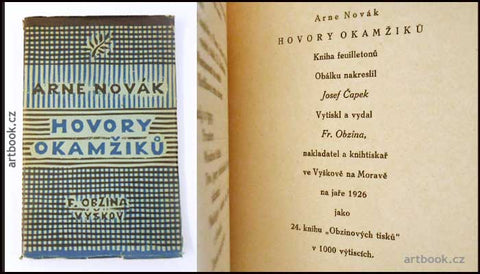 ARNE NOVÁK
HOVORY
OKAMŽIKŮ
F. OBZINA
VYŠKOV
artbook.cz
Arne Novák
HOVORY OKAMŽIKŮ
Kniha feuilletonů
Obálku nakreslil
Josef Čapek
Vytiskl a vydal
Fr. Obzina,
nakladatel a knihtiskař
ve Vyškově na Moravě
na jaře 1926
jako
24. knihu „Obzinových tisků“
v 1000 výtiscích.
artbook.cz